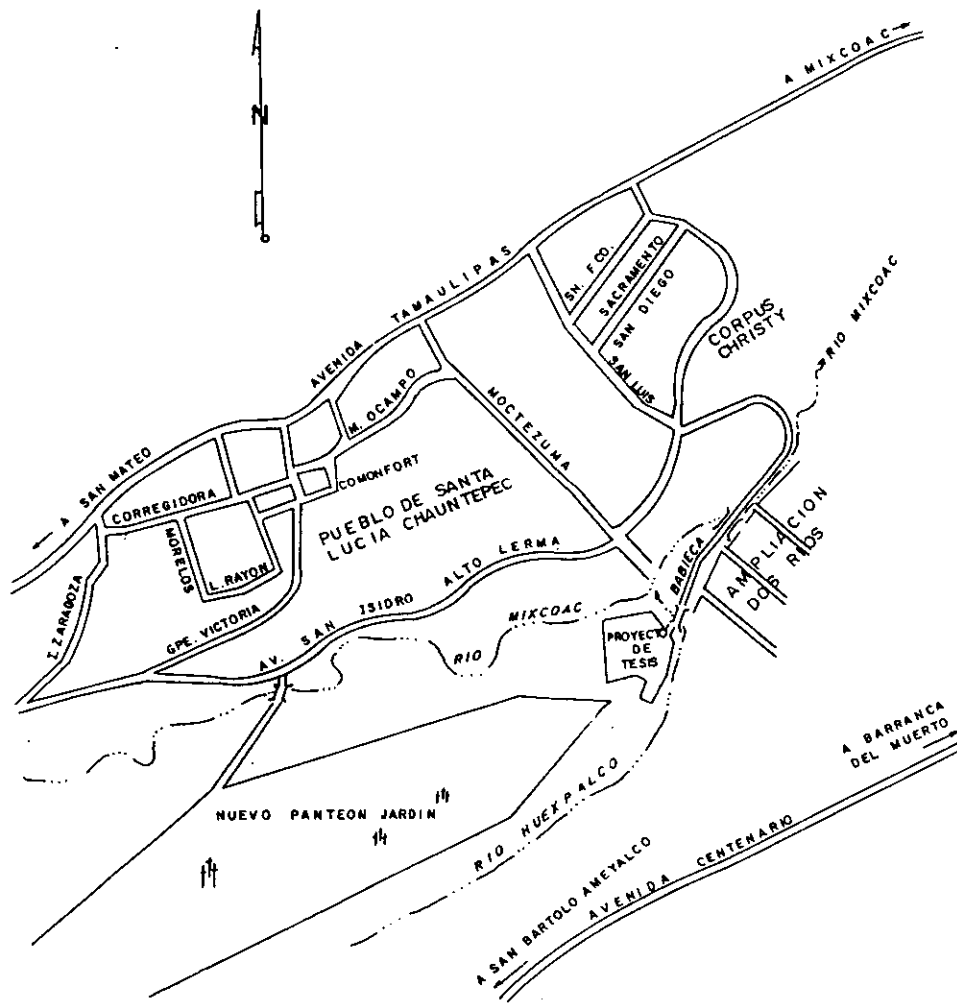 N
A MIXCOAC
AVENIDA TAMAULIPAS
SN. FCO.
SACRAMENTO
SAN DIEGO
CORPUS
CHRISTY
RIO MIXCOAC
SAN LUIS
M. OCAMPO
MOCTEZUMA
A SAN MATEO
COMONFORT
CORREGIDORA
PUEBLO DE SANTA
LUCIA CHAUNTEPEC
MORELOS
L. RAYON
I. ZARAGOZA
GPE. VICTORIA
AV. SAN ISIDRO ALTO LERMA
BABIECA
AMPLIACION
DOS RIOS
RIO MIXCOAC
PROYECTO
DE
TESIS
A BARRANCA
DEL MUERTO
NUEVO PANTEON JARDIN
RIO HUEXPALCO
A SAN BARTOLO AMEYALCO
AVENIDA CENTENARIO